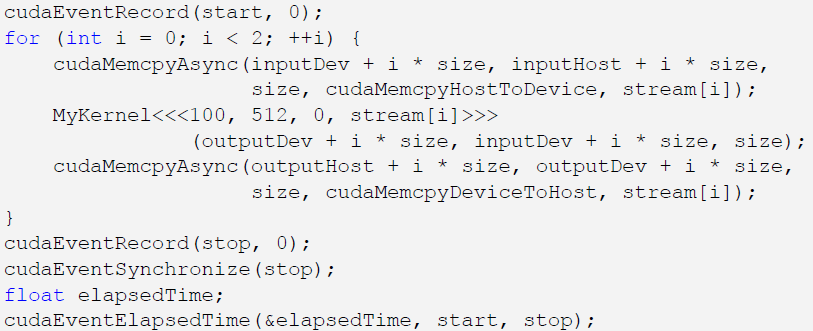 cudaEventRecord(start, 0);
for (int i = 0; i < 2; ++i) {
    cudaMemcpyAsync(inputDev + i * size, inputHost + i * size,
                    size, cudaMemcpyHostToDevice, stream[i]);
    MyKernel<<<100, 512, 0, stream[i]>>>
               (outputDev + i * size, inputDev + i * size, size);
    cudaMemcpyAsync(outputHost + i * size, outputDev + i * size,
                    size, cudaMemcpyDeviceToHost, stream[i]);
}
cudaEventRecord(stop, 0);
cudaEventSynchronize(stop);
float elapsedTime;
cudaEventElapsedTime(&elapsedTime, start, stop);